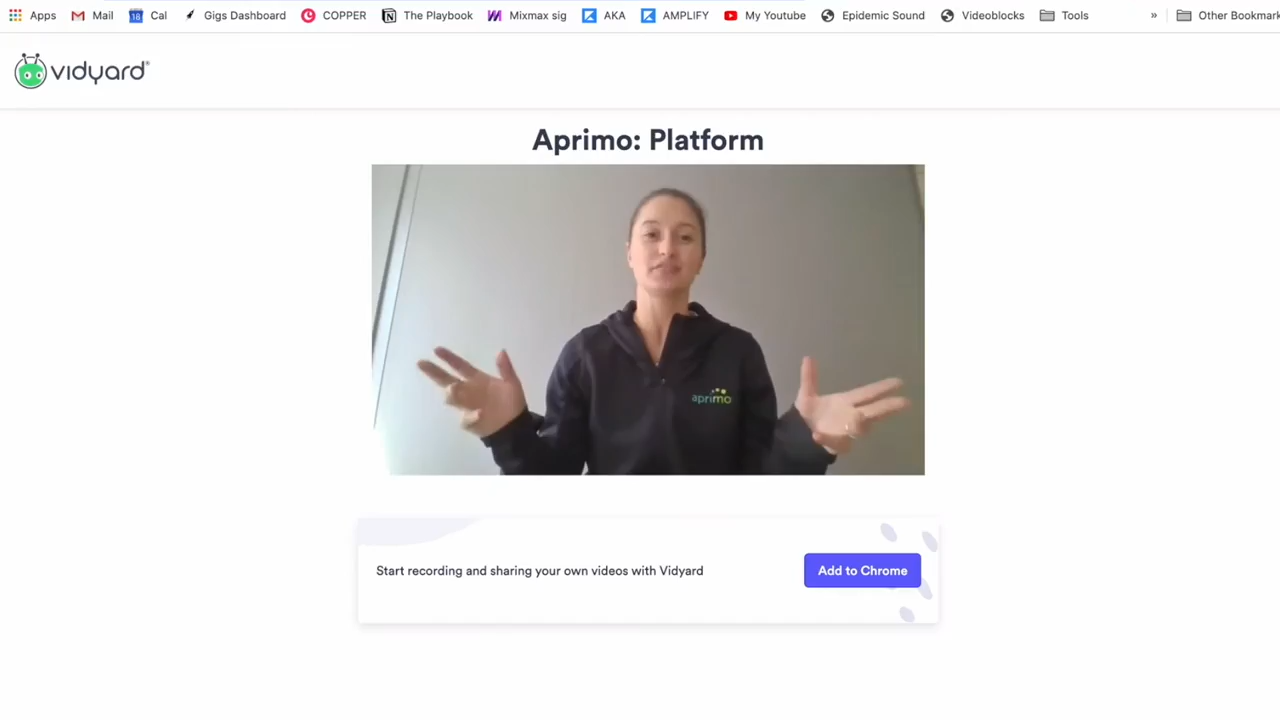 Apps Mail 18 Cal Gigs Dashboard COPPER The Playbook Mixmax sig AKA AMPLIFY My Youtube Epidemic Sound Videoblocks Tools » Other Bookmark
vidyard®
Aprimo: Platform
aprimo
Start recording and sharing your own videos with Vidyard
Add to Chrome